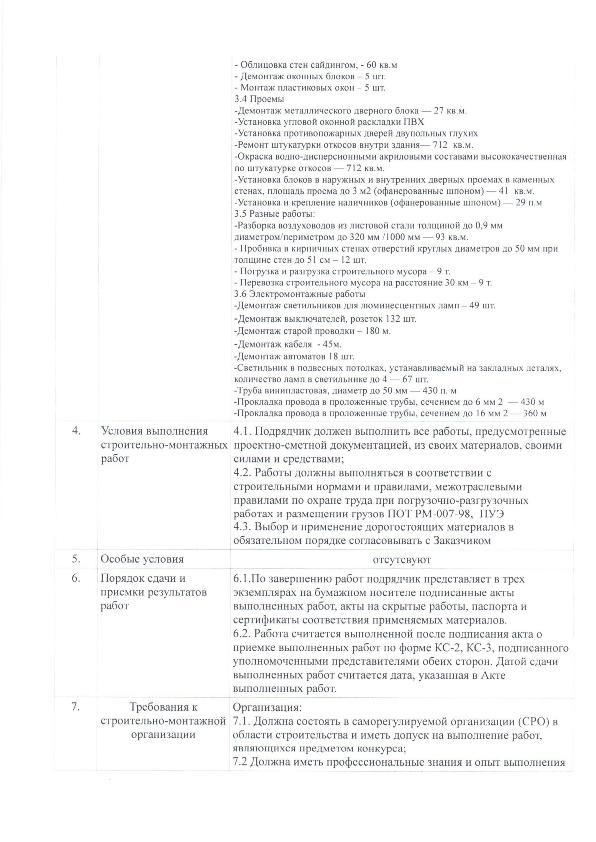 - Облицовка стен сайдингом, - 60 кв.м
- Демонтаж оконных блоков – 5 шт.
- Монтаж пластиковых окон – 5 шт.
3.4 Проемы
-Демонтаж металлического дверного блока — 27 кв.м.
-Установка угловой оконной раскладки ПВХ
-Установка противопожарных дверей двупольных глухих
-Ремонт штукатурки откосов внутри здания— 712 кв.м.
-Окраска водно-дисперсионными акриловыми составами высококачественная
по штукатурке откосов — 712 кв.м.
-Установка блоков в наружных и внутренних дверных проемах в каменных
стенах, площадь проема до 3 м2 (офанерованные шпоном) — 41 кв.м.
-Установка и крепление наличников (офанерованные шпоном) — 29 п.м
3.5 Разные работы:
-Разборка воздуховодов из листовой стали толщиной до 0,9 мм
диаметром/периметром до 320 мм /1000 мм — 93 кв.м.
- Пробивка в кирпичных стенах отверстий круглых диаметров до 50 мм при
толщине стен до 51 см – 12 шт.
- Погрузка и разгрузка строительного мусора – 9 т.
- Перевозка строительного мусора на расстояние 30 км – 9 т.
3.6 Электромонтажные работы
-Демонтаж светильников для люминесцентных ламп – 49 шт.
-Демонтаж выключателей, розеток 132 шт.
-Демонтаж старой проводки – 180 м.
-Демонтаж кабеля - 45м.
-Демонтаж автоматов 18 шт.
-Светильник в подвесных потолках, устанавливаемый на закладных деталях,
количество ламп в светильнике до 4 — 67 шт.
-Труба винипластовая, диаметр до 50 мм — 430 п. м
-Прокладка провода в проложенные трубы, сечением до 6 мм 2 — 430 м
-Прокладка провода в проложенные трубы, сечением до 16 мм 2 — 360 м
4. Условия выполнения
строительно-монтажных
работ
4.1. Подрядчик должен выполнить все работы, предусмотренные
проектно-сметной документацией, из своих материалов, своими
силами и средствами;
4.2. Работы должны выполняться в соответствии с
строительными нормами и правилами, межотраслевыми
правилами по охране труда при погрузочно-разгрузочных
работах и размещении грузов ПОТ РМ-007-98, ПУЭ
4.3. Выбор и применение дорогостоящих материалов в
обязательном порядке согласовывать с Заказчиком
5. Особые условия
отсутсвуют
6. Порядок сдачи и
приемки результатов
работ
6.1.По завершению работ подрядчик представляет в трех
экземплярах на бумажном носителе подписанные акты
выполненных работ, акты на скрытые работы, паспорта и
сертификаты соответствия применяемых материалов.
6.2. Работа считается выполненной после подписания акта о
приемке выполненных работ по форме КС-2, КС-3, подписанного
уполномоченными представителями обеих сторон. Датой сдачи
выполненных работ считается дата, указанная в Акте
выполненных работ.
7. Требования к
строительно-монтажной
организации
Организация:
7.1. Должна состоять в саморегулируемой организации (СРО) в
области строительства и иметь допуск на выполнение работ,
являющихся предметом конкурса;
7.2 Должна иметь профессиональные знания и опыт выполнения